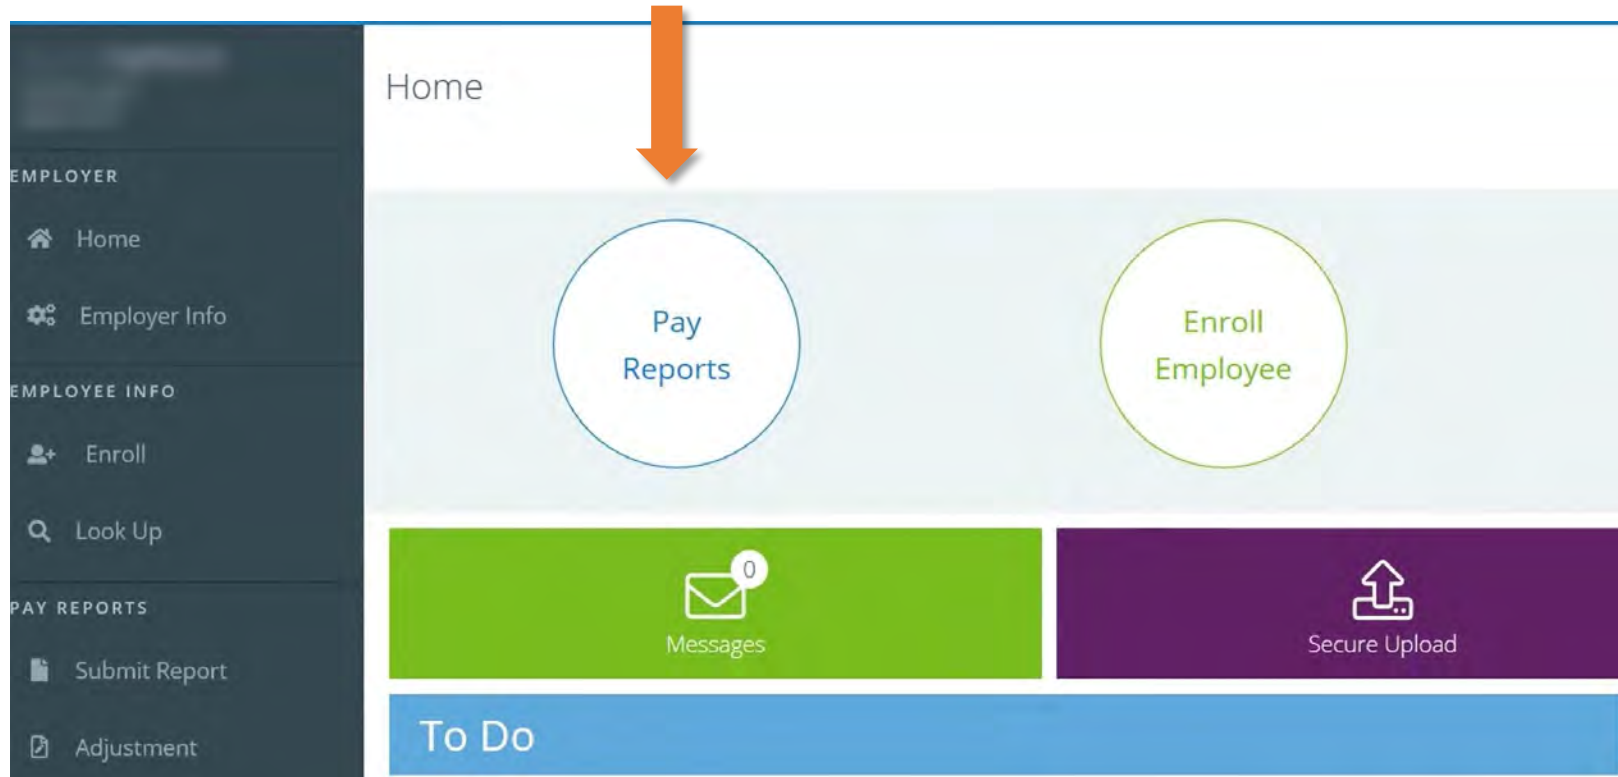 EMPLOYER
Home
Employer Info
EMPLOYEE INFO
Enroll
Look Up
PAY REPORTS
Submit Report
Adjustment
Home
Pay
Reports
Enroll
Employee
0
Messages
Secure Upload
To Do